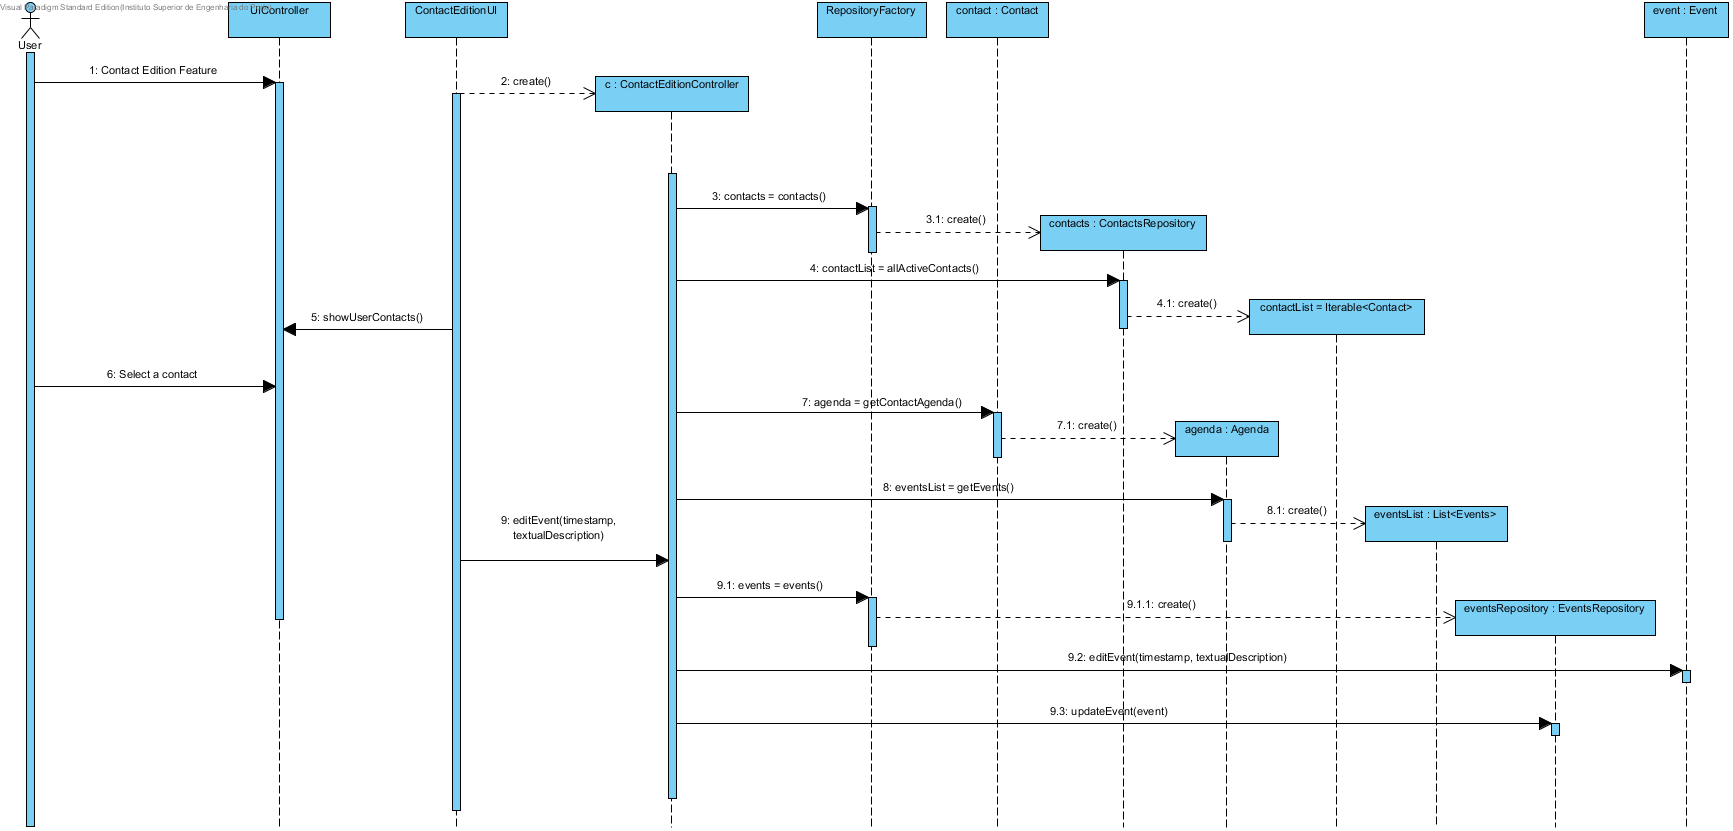 Visual Paradigm Standard Edition(Instituto Superior de Engenharia do
User
UIController
ContactEditionUI
RepositoryFactory
contact : Contact
event : Event
1: Contact Edition Feature
2: create()
c : ContactEditionController
3: contacts = contacts()
3.1: create()
contacts : ContactsRepository
4: contactList = allActiveContacts()
4.1: create()
contactList = Iterable<Contact>
5: showUserContacts()
6: Select a contact
7: agenda = getContactAgenda()
7.1: create()
agenda : Agenda
8: eventsList = getEvents()
8.1: create()
eventsList : List<Events>
9: editEvent(timestamp,
textualDescription)
9.1: events = events()
9.1.1: create()
eventsRepository : EventsRepository
9.2: editEvent(timestamp, textualDescription)
9.3: updateEvent(event)